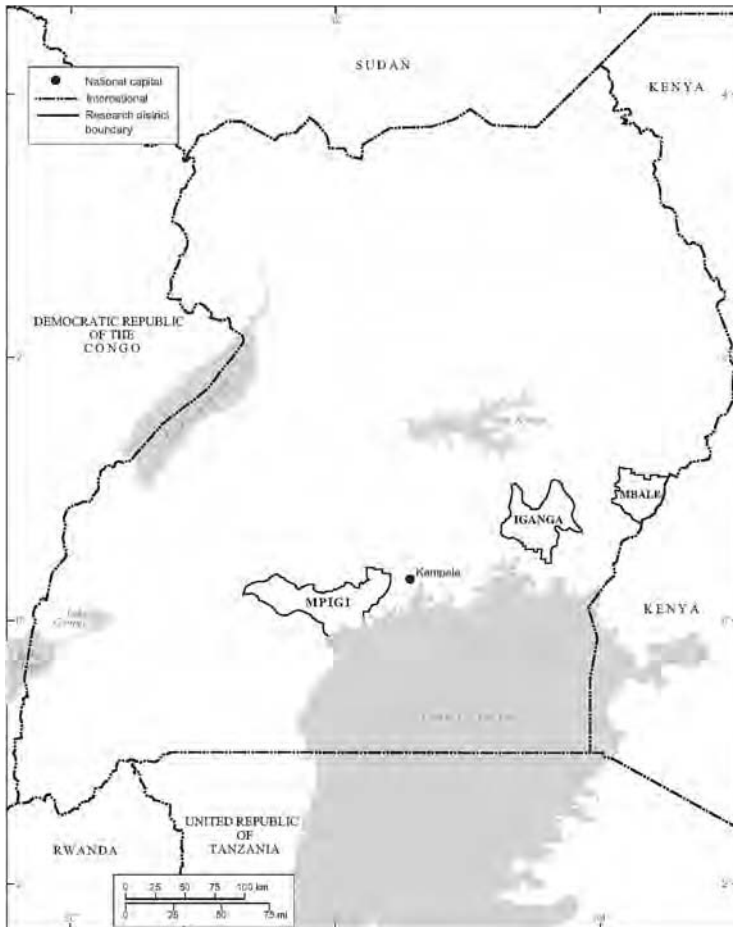 SUDAN
National capital
International
Research district
boundary
KENYA
DEMOCRATIC REPUBLIC
OF THE
CONGO
MBALE
IGANGA
Kampala
MPIGI
KENYA
UNITED REPUBLIC
OF
TANZANIA
RWANDA
0 25 50 75 100 km
0 25 50 75 mi